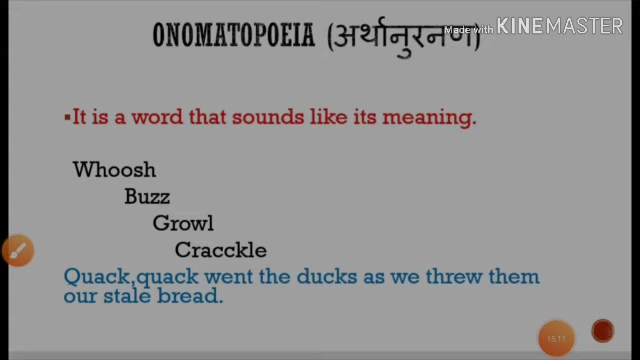 ONOMATOPOEIA (अर्थानुरनण)
Made with KINEMASTER
▪It is a word that sounds like its meaning.
Whoosh
Buzz
Growl
Cracckle
Quack,quack went the ducks as we threw them
our stale bread.
15:11